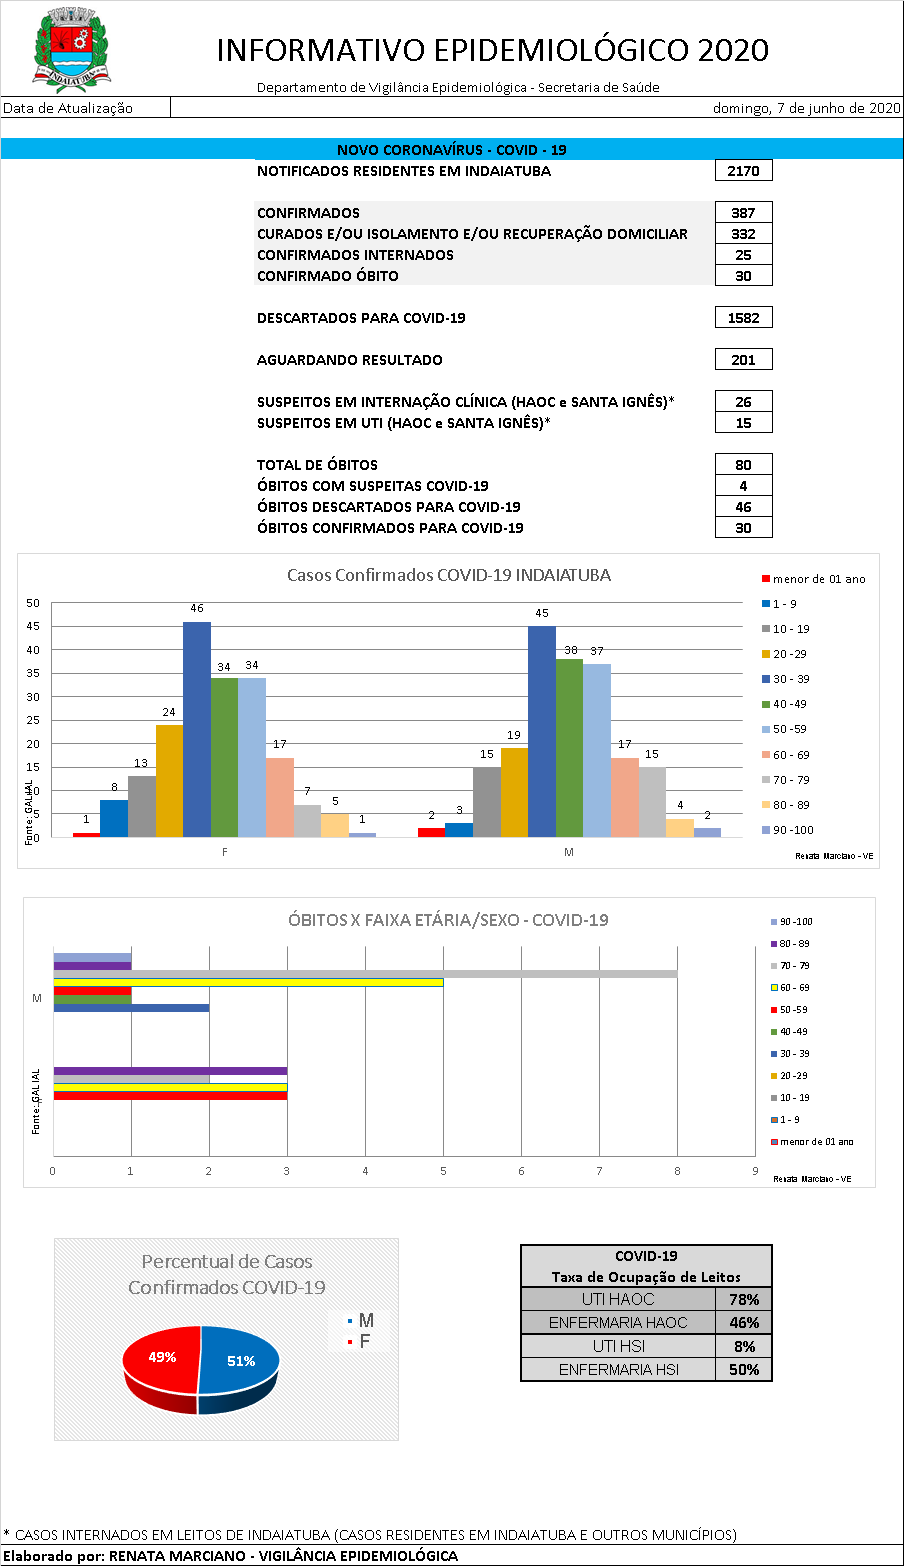 INDAIATUBA
INFORMATIVO EPIDEMIOLÓGICO 2020
Departamento de Vigilância Epidemiológica - Secretaria de Saúde
Data de Atualização domingo, 7 de junho de 2020
NOVO CORONAVÍRUS - COVID - 19
NOTIFICADOS RESIDENTES EM INDAIATUBA 2170
CONFIRMADOS 387
CURADOS E/OU ISOLAMENTO E/OU RECUPERAÇÃO DOMICILIAR 332
CONFIRMADOS INTERNADOS 25
CONFIRMADO ÓBITO 30
DESCARTADOS PARA COVID-19 1582
AGUARDANDO RESULTADO 201
SUSPEITOS EM INTERNAÇÃO CLÍNICA (HAOC e SANTA IGNÊS)* 26
SUSPEITOS EM UTI (HAOC e SANTA IGNÊS)* 15
TOTAL DE ÓBITOS 80
ÓBITOS COM SUSPEITAS COVID-19 4
ÓBITOS DESCARTADOS PARA COVID-19 46
ÓBITOS CONFIRMADOS PARA COVID-19 30
Casos Confirmados COVID-19 INDAIATUBA
50
45
40
35
30
25
20
15
10
5
0
Fonte: GAL IAL
1 8 13 24 46 34 34 17 7 5 1
2 3 15 19 45 38 37 17 15 4 2
F M
menor de 01 ano
1 - 9
10 - 19
20 -29
30 - 39
40 -49
50 -59
60 - 69
70 - 79
80 - 89
90 -100
Renata Marciano - VE
ÓBITOS X FAIXA ETÁRIA/SEXO - COVID-19
M
Fonte: GAL IAL
0 1 2 3 4 5 6 7 8 9
90 -100
80 - 89
70 - 79
60 - 69
50 -59
40 -49
30 - 39
20 -29
10 - 19
1 - 9
menor de 01 ano
Renata Marciano - VE
Percentual de Casos
Confirmados COVID-19
49% 51%
M
F
COVID-19
Taxa de Ocupação de Leitos
UTI HAOC 78%
ENFERMARIA HAOC 46%
UTI HSI 8%
ENFERMARIA HSI 50%
* CASOS INTERNADOS EM LEITOS DE INDAIATUBA (CASOS RESIDENTES EM INDAIATUBA E OUTROS MUNICÍPIOS)
Elaborado por: RENATA MARCIANO - VIGILÂNCIA EPIDEMIOLÓGICA